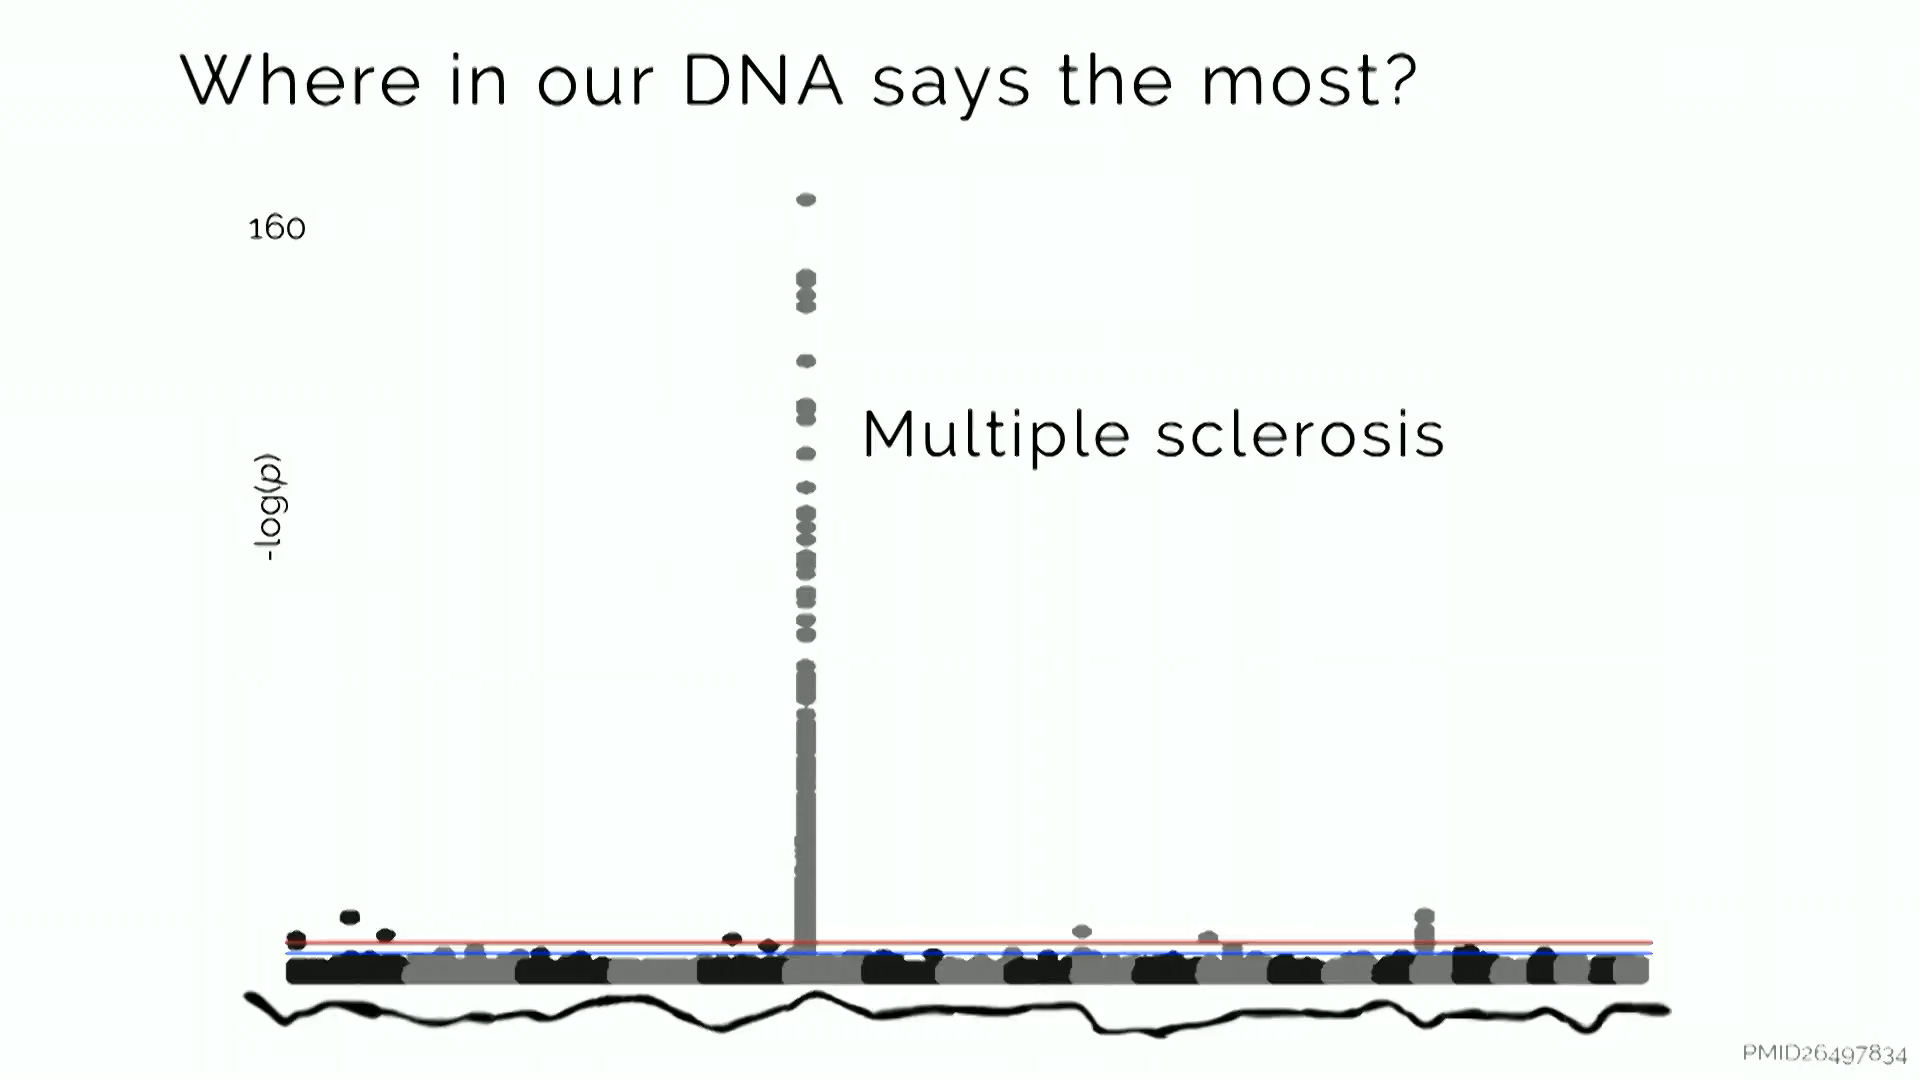 Where in our DNA says the most?
160
Multiple sclerosis
-log(p)
PMID26497834